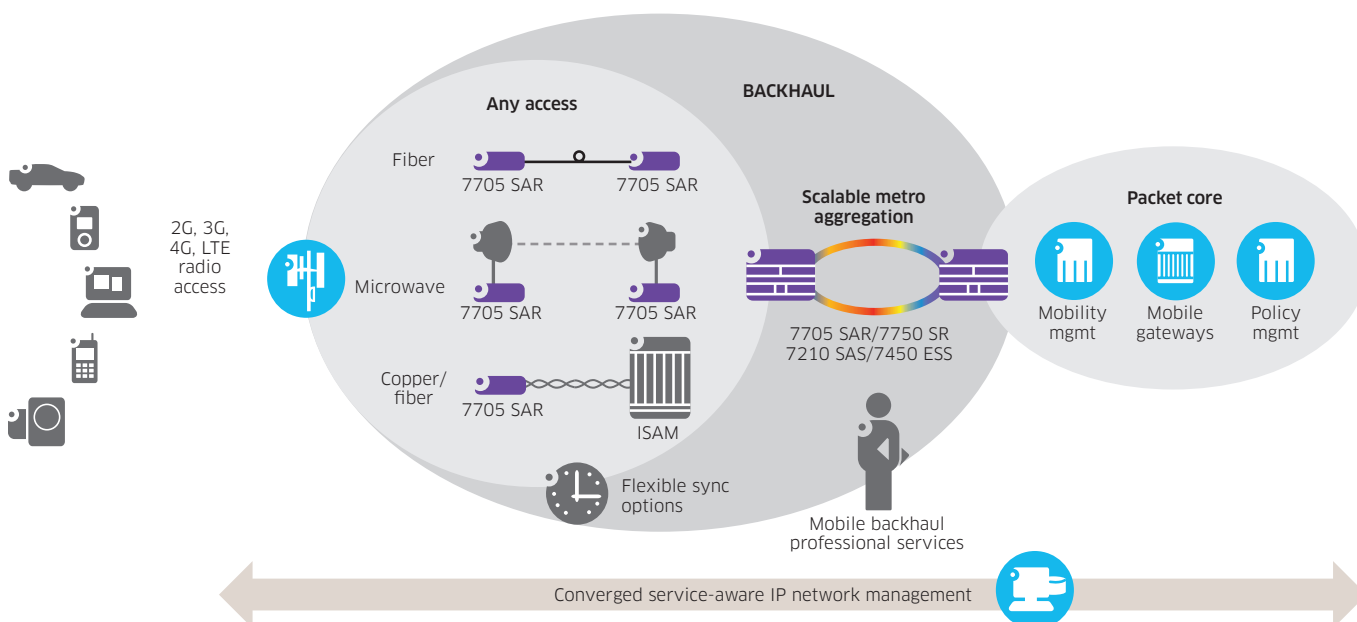 BACKHAUL
Any access
Fiber
7705 SAR
7705 SAR
2G, 3G,
4G, LTE
radio
access
Scalable metro
aggregation
Packet core
Microwave
7705 SAR
7705 SAR
Mobility
mgmt
Mobile
gateways
Policy
mgmt
7705 SAR/7750 SR
7210 SAS/7450 ESS
Copper/
fiber
7705 SAR
ISAM
Flexible sync
options
Mobile backhaul
professional services
Converged service-aware IP network management